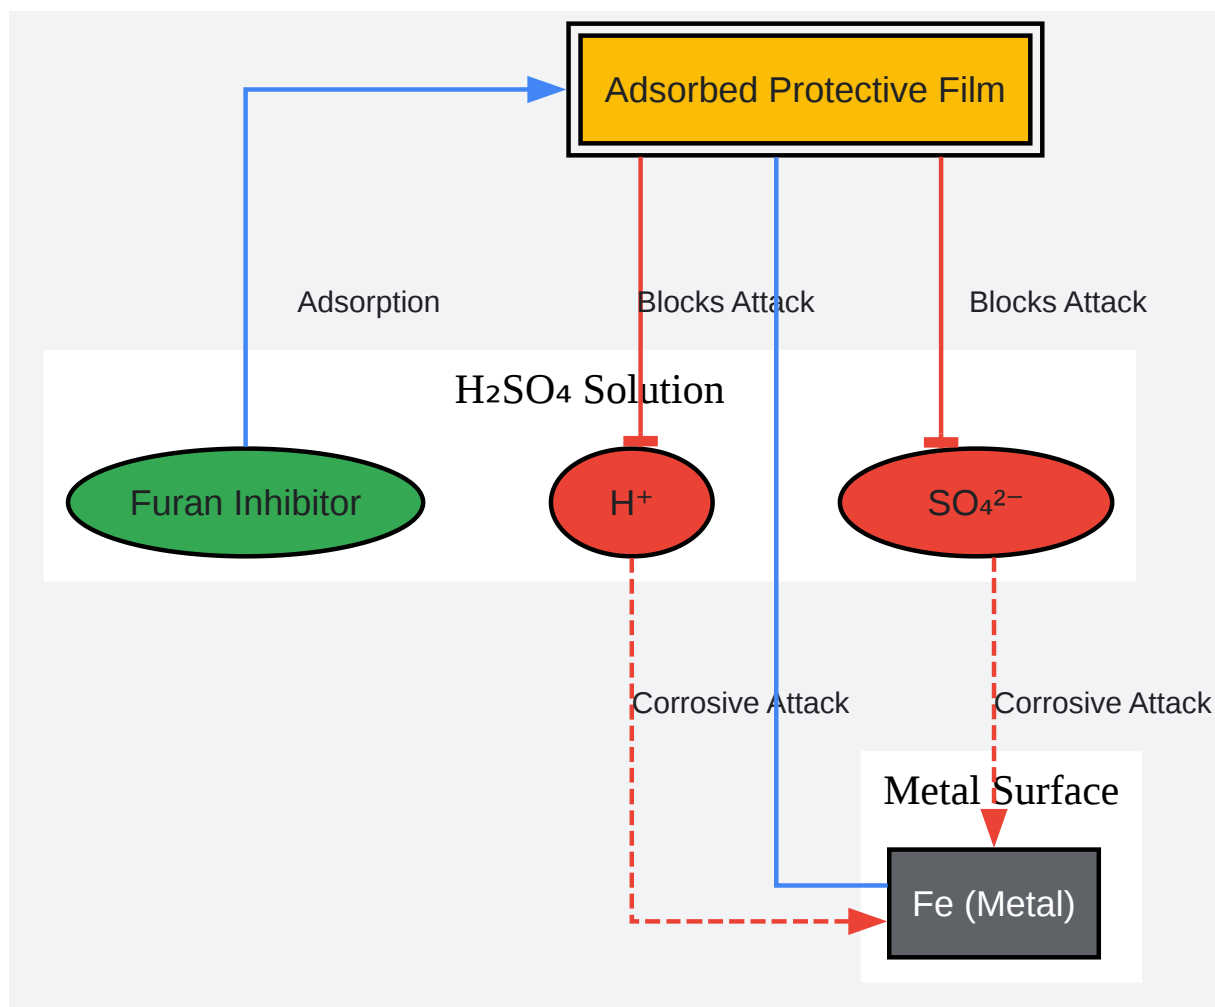 Adsorbed Protective Film
Adsorption
Blocks Attack
Blocks Attack
H₂SO₄ Solution
Furan Inhibitor
H⁺
SO₄²⁻
Corrosive Attack
Corrosive Attack
Metal Surface
Fe (Metal)